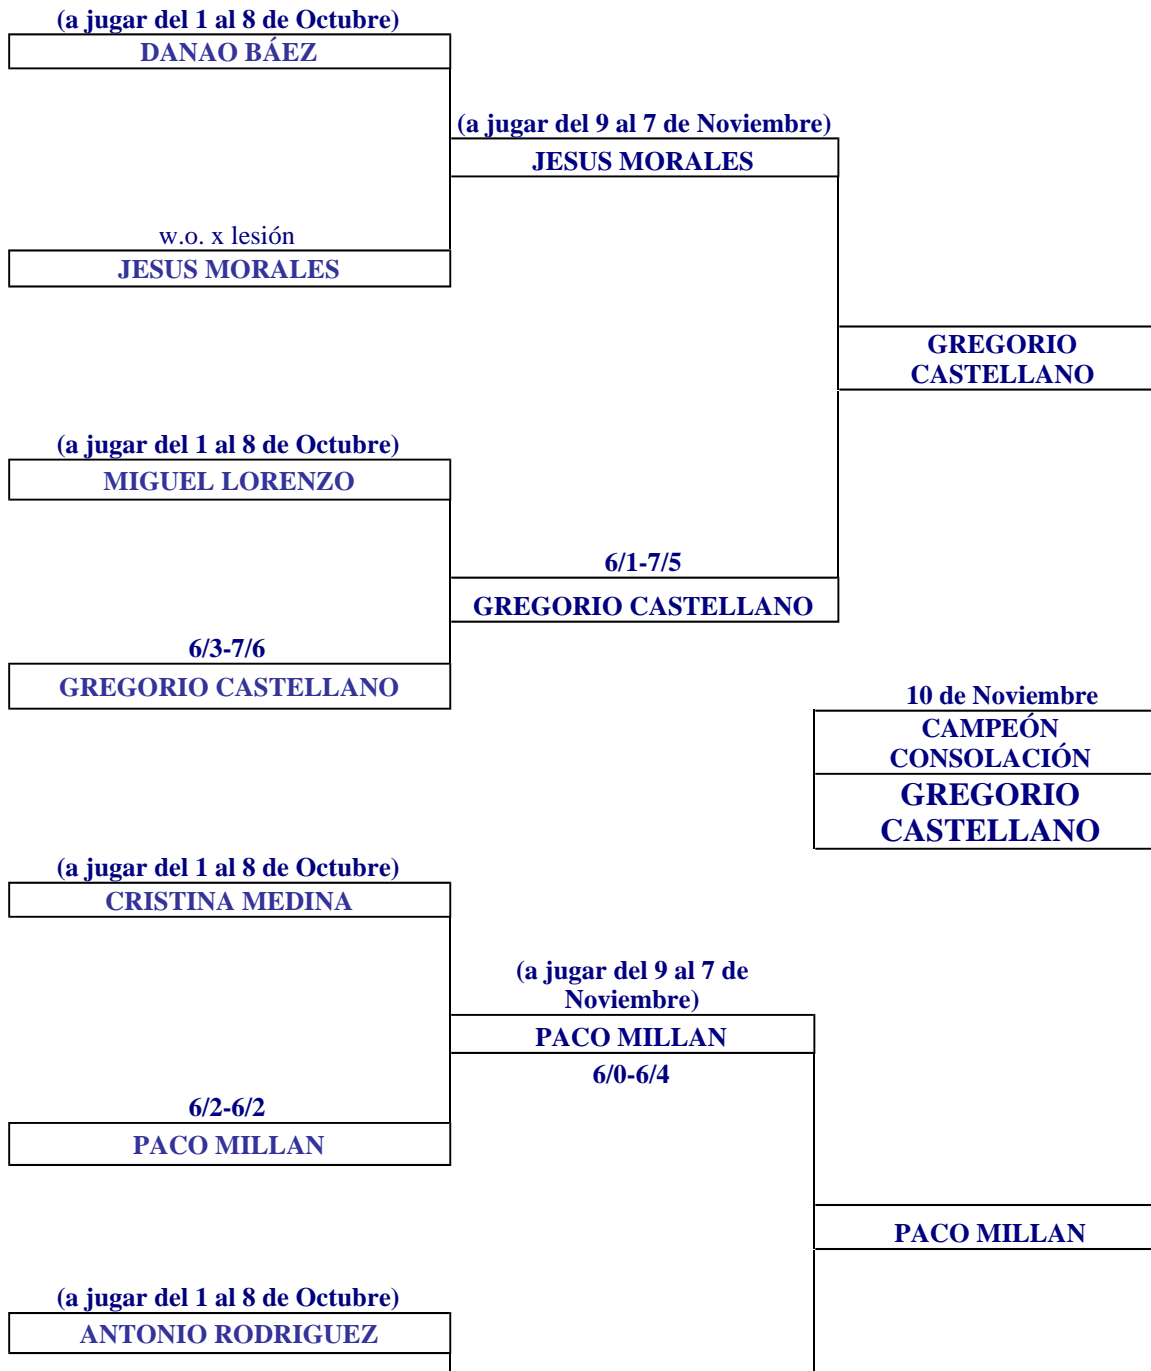 (a jugar del 1 al 8 de Octubre)
DANAO BÁEZ
(a jugar del 9 al 7 de Noviembre)
JESUS MORALES
w.o. x lesión
JESUS MORALES
GREGORIO
CASTELLANO
(a jugar del 1 al 8 de Octubre)
MIGUEL LORENZO
6/1-7/5
GREGORIO CASTELLANO
6/3-7/6
GREGORIO CASTELLANO
10 de Noviembre
CAMPEÓN
CONSOLACIÓN
GREGORIO
CASTELLANO
(a jugar del 1 al 8 de Octubre)
CRISTINA MEDINA
(a jugar del 9 al 7 de
Noviembre)
PACO MILLAN
6/0-6/4
6/2-6/2
PACO MILLAN
PACO MILLAN
(a jugar del 1 al 8 de Octubre)
ANTONIO RODRIGUEZ